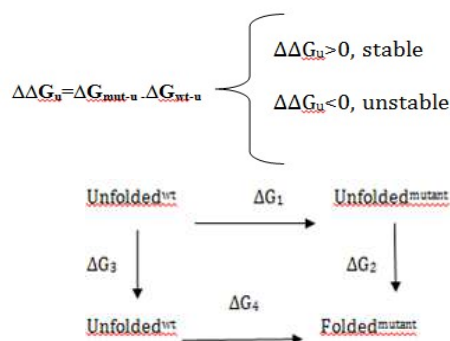 ΔΔGu>0, stable
ΔΔGu=ΔGmut-u -ΔGwt-u
ΔΔGu<0, unstable
Unfoldedwt ΔG1 Unfoldedmutant
ΔG3 ΔG2
Unfoldedwt ΔG4 Foldedmutant